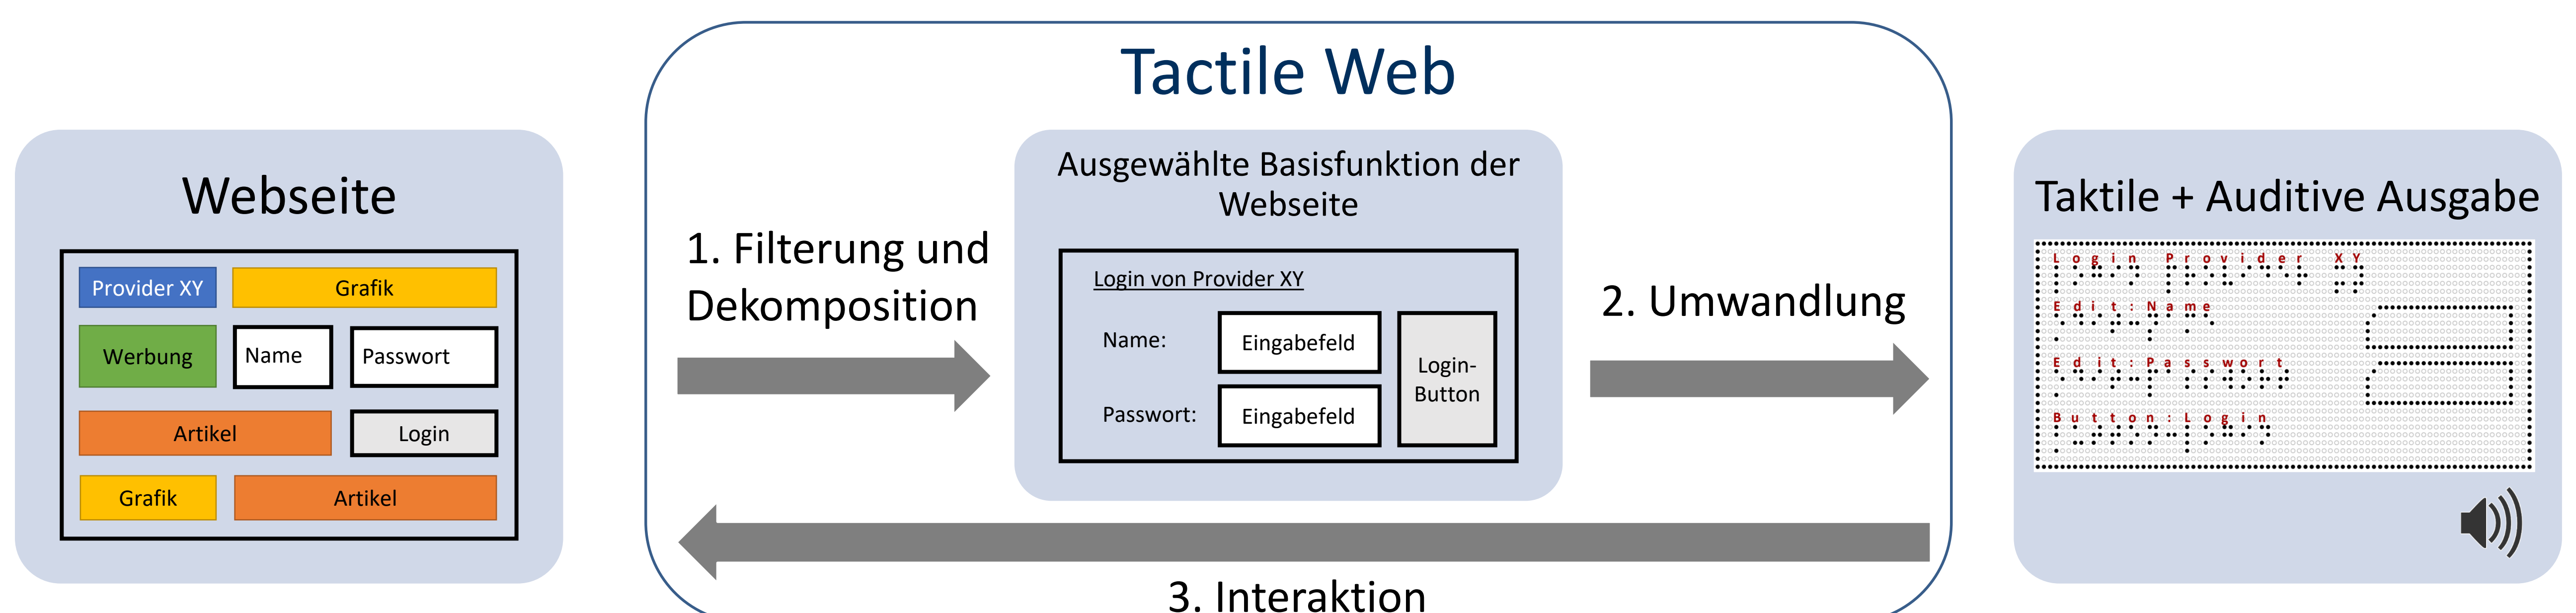 Tactile Web
Webseite
Provider XY
Grafik
Werbung
Name
Passwort
Artikel
Login
Grafik
Artikel
1. Filterung und
Dekomposition
Ausgewählte Basisfunktion der
Webseite
Login von Provider XY
Name:
Eingabefeld
Passwort:
Eingabefeld
Login-
Button
2. Umwandlung
3. Interaktion
Taktile + Auditive Ausgabe
Login Provider XY
Edit:Name
Edit:Passwort
Button:Login